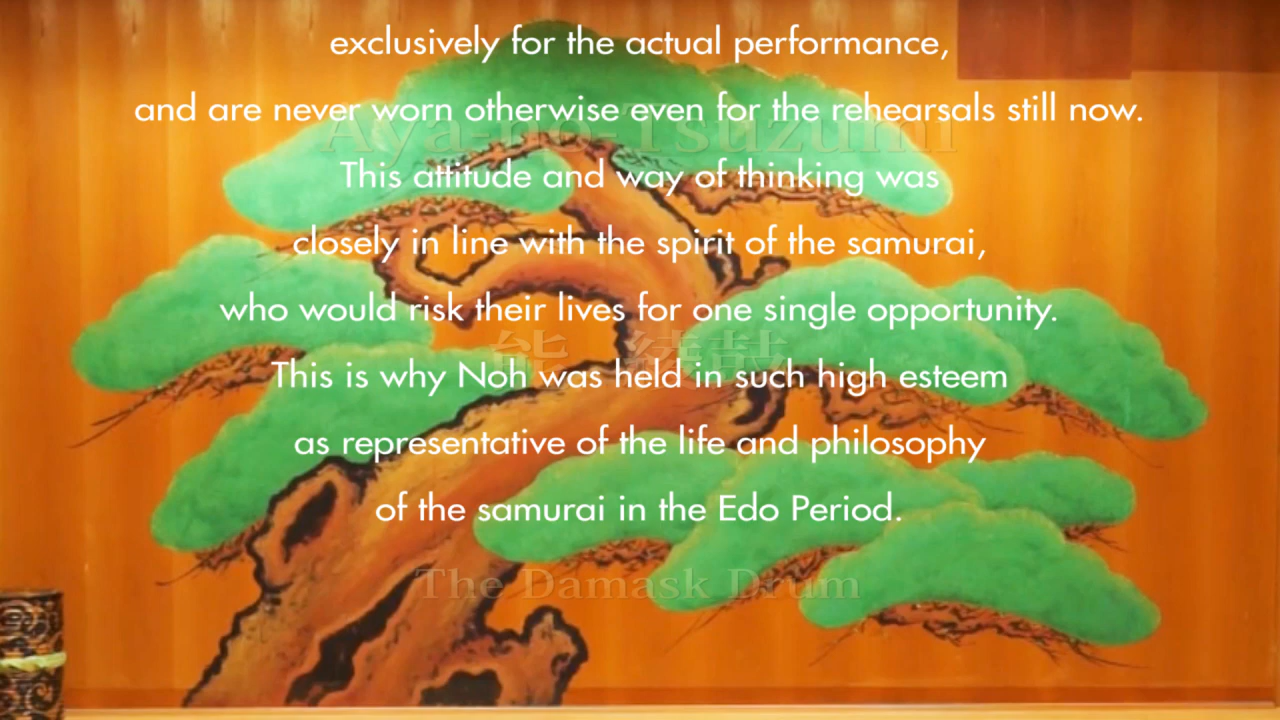 exclusively for the actual performance,
and are never worn otherwise even for the rehearsals still now.
Aya-no-Tsuzumi
This attitude and way of thinking was
closely in line with the spirit of the samurai,
who would risk their lives for one single opportunity.
能 綾鼓
This is why Noh was held in such high esteem
as representative of the life and philosophy
of the samurai in the Edo Period.
The Damask Drum